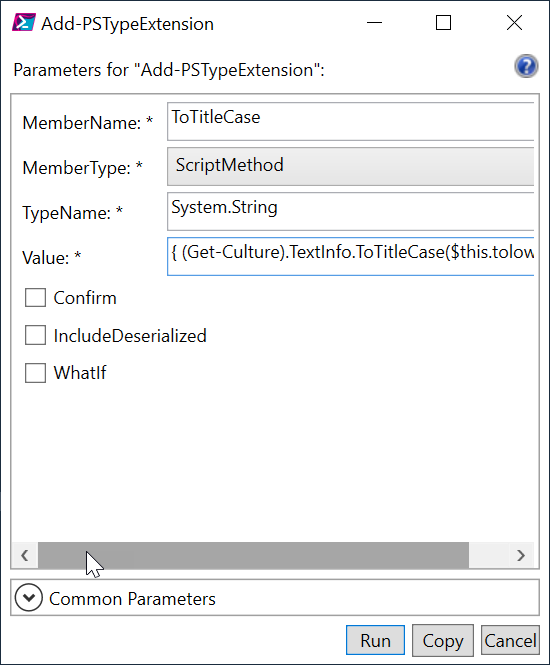 Add-PSTypeExtension
Parameters for "Add-PSTypeExtension":
MemberName: * ToTitleCase
MemberType: * ScriptMethod
TypeName: * System.String
Value: * { (Get-Culture).TextInfo.ToTitleCase($this.tolow
Confirm
IncludeDeserialized
WhatIf
Common Parameters
Run Copy Cancel